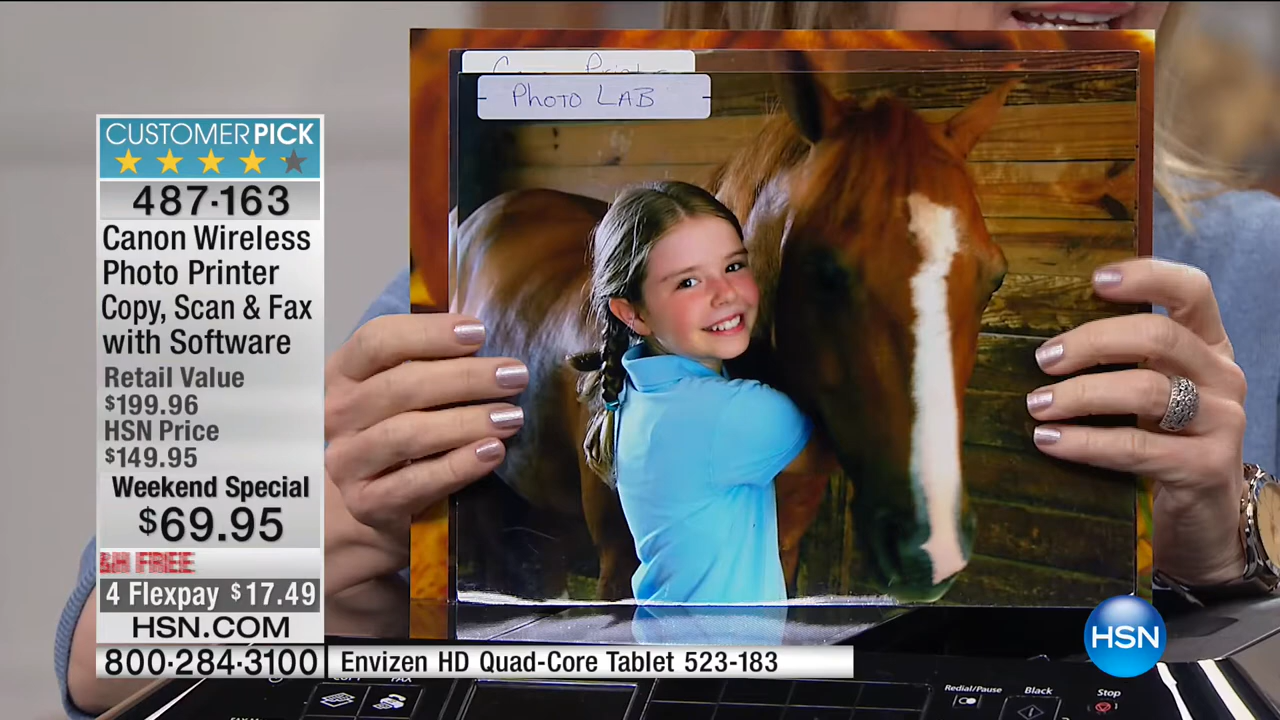 CUSTOMER PICK
487-163
Canon Wireless
Photo Printer
Copy, Scan & Fax
with Software
Retail Value
$199.96
HSN Price
$149.95
Weekend Special
$69.95
&H FREE
4 Flexpay $17.49
HSN.COM
800-284-3100
Envizen HD Quad-Core Tablet 523-183
PHOTO LAB
HSN
COPY
FAX
Redial/Pause
Black
Stop